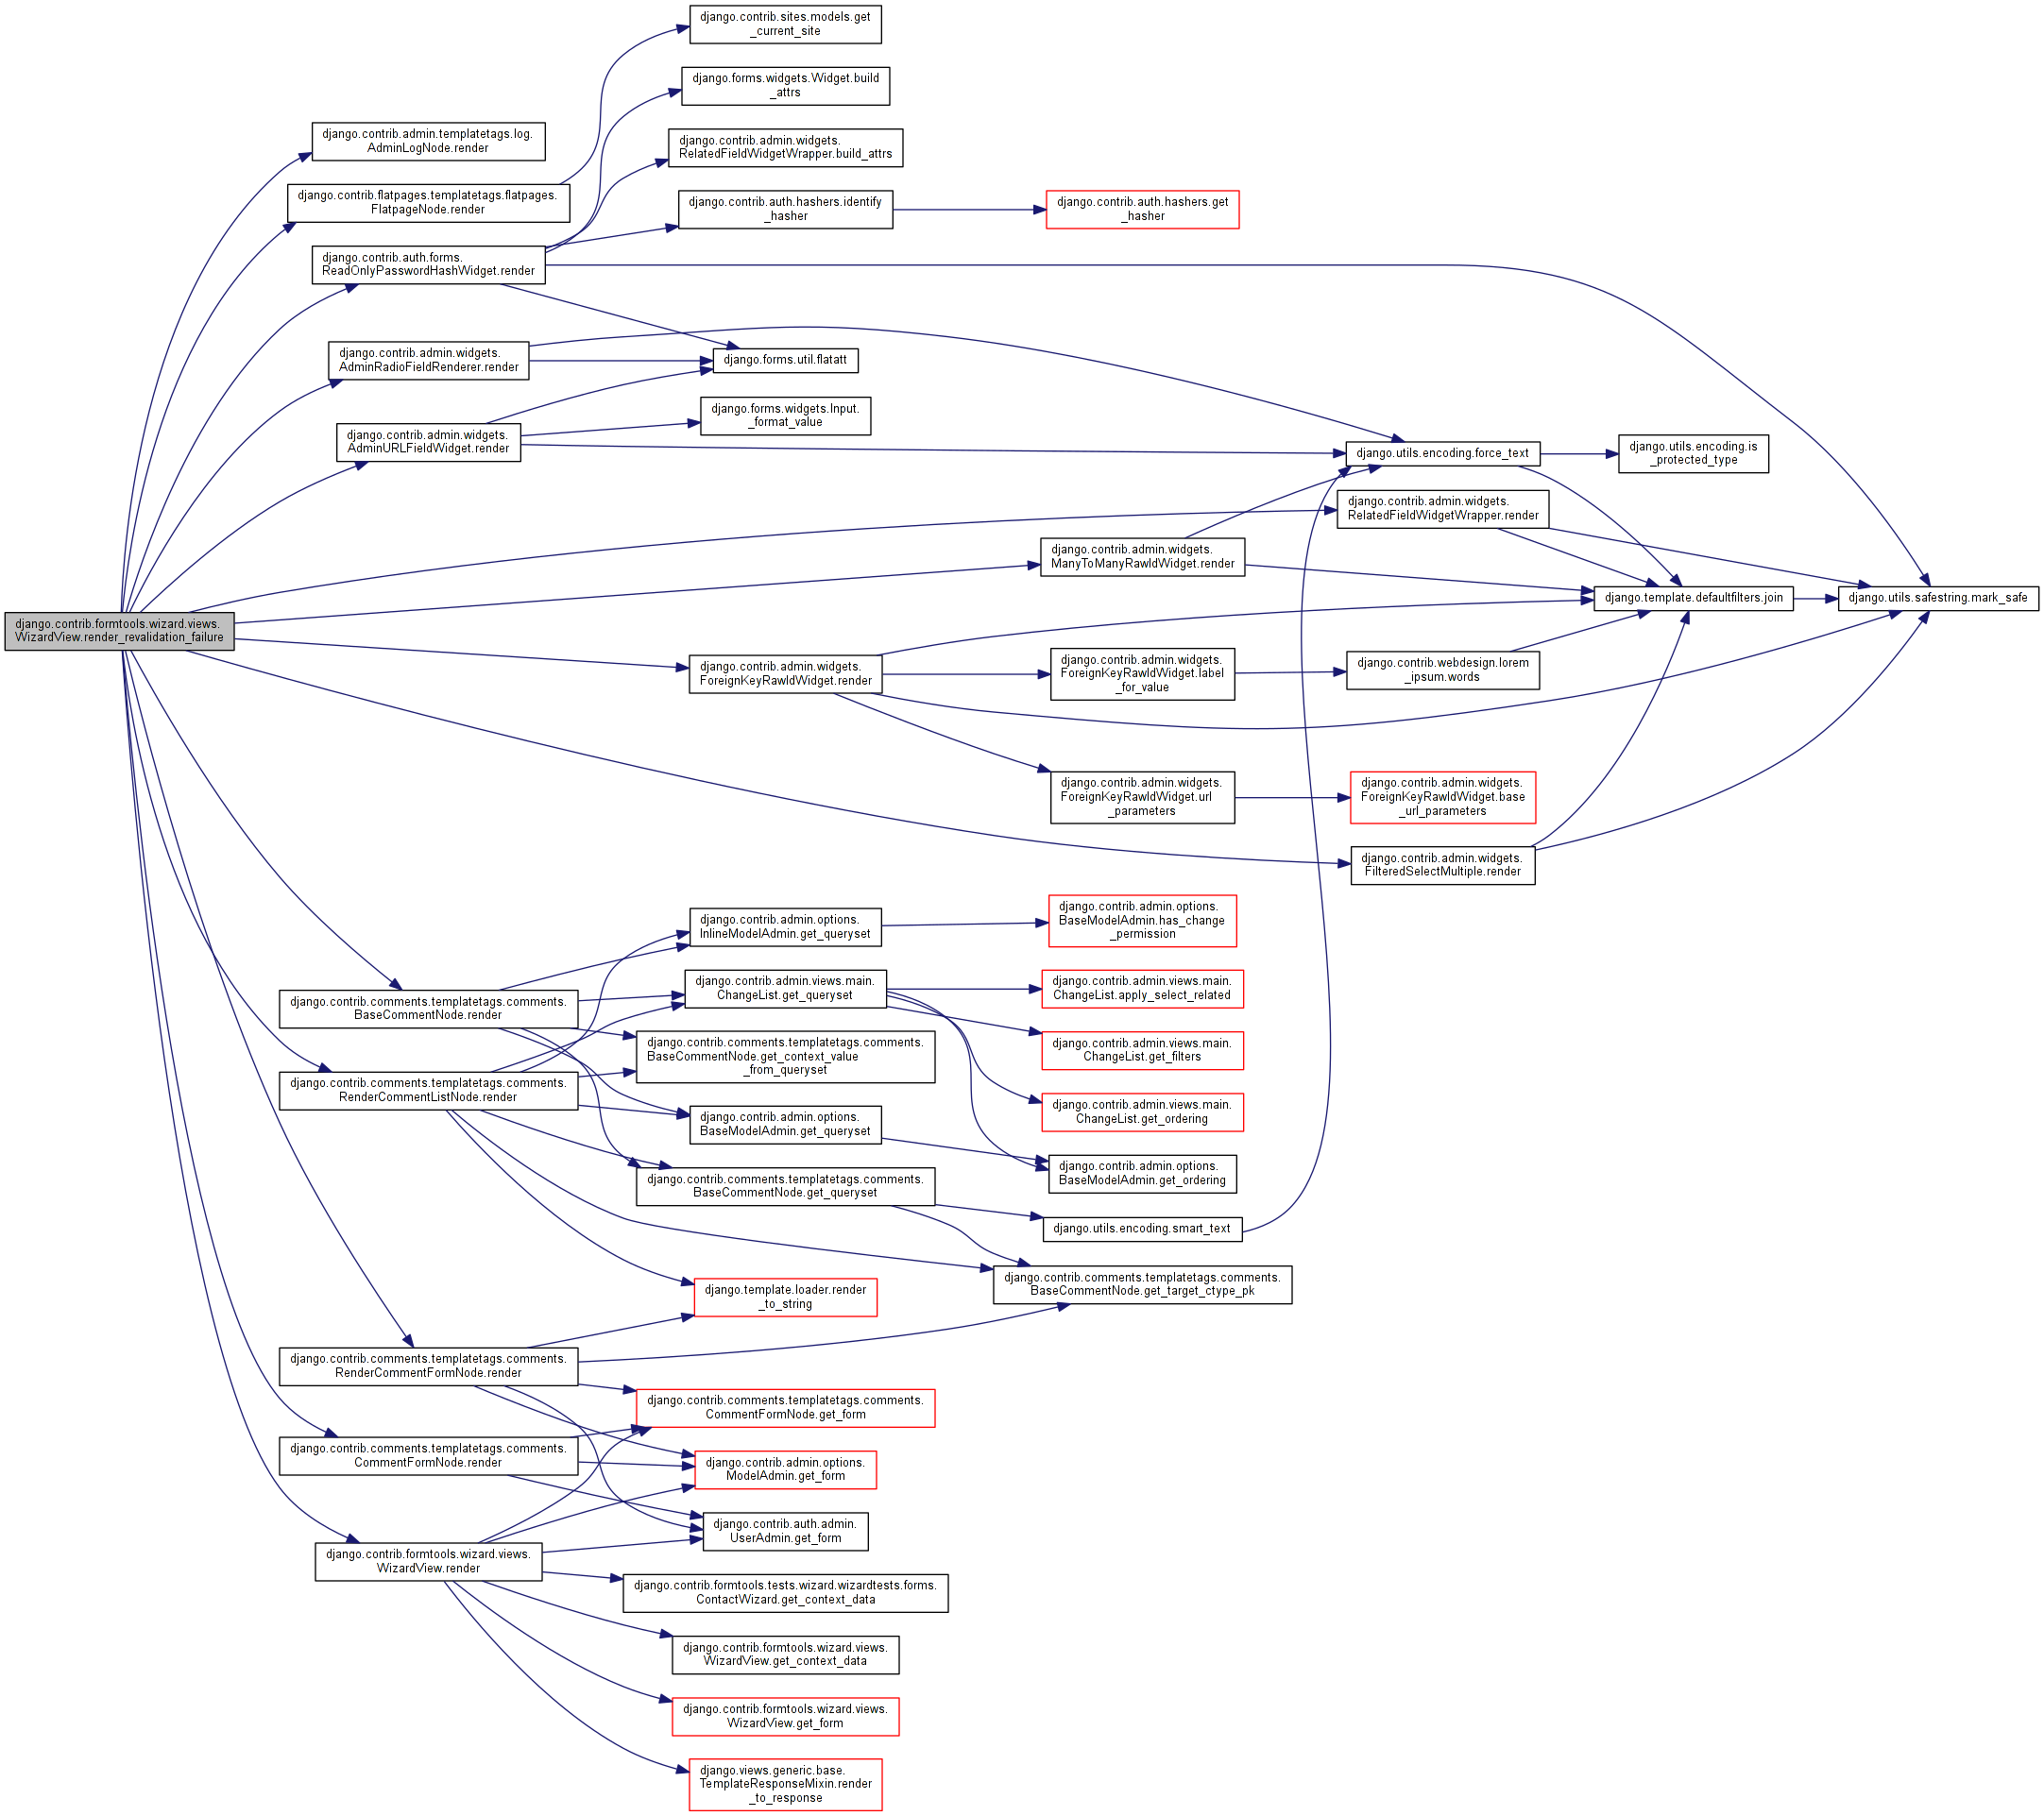 django.contrib.sites.models.get
_current_site
django.forms.widgets.Widget.build
_attrs
django.contrib.admin.templatetags.log.
AdminLogNode.render
django.contrib.admin.widgets.
RelatedFieldWidgetWrapper.build_attrs
django.contrib.flatpages.templatetags.flatpages.
FlatpageNode.render
django.contrib.auth.hashers.identify
_hasher
django.contrib.auth.hashers.get
_hasher
django.contrib.auth.forms.
ReadOnlyPasswordHashWidget.render
django.contrib.admin.widgets.
AdminRadioFieldRenderer.render
django.forms.util.flatatt
django.forms.widgets.Input.
_format_value
django.contrib.admin.widgets.
AdminURLFieldWidget.render
django.utils.encoding.force_text
django.utils.encoding.is
_protected_type
django.contrib.admin.widgets.
RelatedFieldWidgetWrapper.render
django.contrib.admin.widgets.
ManyToManyRawIdWidget.render
django.template.defaultfilters.join
django.utils.safestring.mark_safe
django.contrib.formtools.wizard.views.
WizardView.render_revalidation_failure
django.contrib.admin.widgets.
ForeignKeyRawIdWidget.render
django.contrib.admin.widgets.
ForeignKeyRawIdWidget.label
_for_value
django.contrib.webdesign.lorem
_ipsum.words
django.contrib.admin.widgets.
ForeignKeyRawIdWidget.url
_parameters
django.contrib.admin.widgets.
ForeignKeyRawIdWidget.base
_url_parameters
django.contrib.admin.widgets.
FilteredSelectMultiple.render
django.contrib.admin.options.
InlineModelAdmin.get_queryset
django.contrib.admin.options.
BaseModelAdmin.has_change
_permission
django.contrib.admin.views.main.
ChangeList.get_queryset
django.contrib.admin.views.main.
ChangeList.apply_select_related
django.contrib.comments.templatetags.comments.
BaseCommentNode.render
django.contrib.comments.templatetags.comments.
BaseCommentNode.get_context_value
_from_queryset
django.contrib.admin.views.main.
ChangeList.get_filters
django.contrib.comments.templatetags.comments.
RenderCommentListNode.render
django.contrib.admin.views.main.
ChangeList.get_ordering
django.contrib.admin.options.
BaseModelAdmin.get_queryset
django.contrib.admin.options.
BaseModelAdmin.get_ordering
django.contrib.comments.templatetags.comments.
BaseCommentNode.get_queryset
django.utils.encoding.smart_text
django.contrib.comments.templatetags.comments.
BaseCommentNode.get_target_ctype_pk
django.template.loader.render
_to_string
django.contrib.comments.templatetags.comments.
RenderCommentFormNode.render
django.contrib.comments.templatetags.comments.
CommentFormNode.get_form
django.contrib.comments.templatetags.comments.
CommentFormNode.render
django.contrib.admin.options.
ModelAdmin.get_form
django.contrib.auth.admin.
UserAdmin.get_form
django.contrib.formtools.wizard.views.
WizardView.render
django.contrib.formtools.tests.wizard.wizardtests.forms.
ContactWizard.get_context_data
django.contrib.formtools.wizard.views.
WizardView.get_context_data
django.contrib.formtools.wizard.views.
WizardView.get_form
django.views.generic.base.
TemplateResponseMixin.render
_to_response